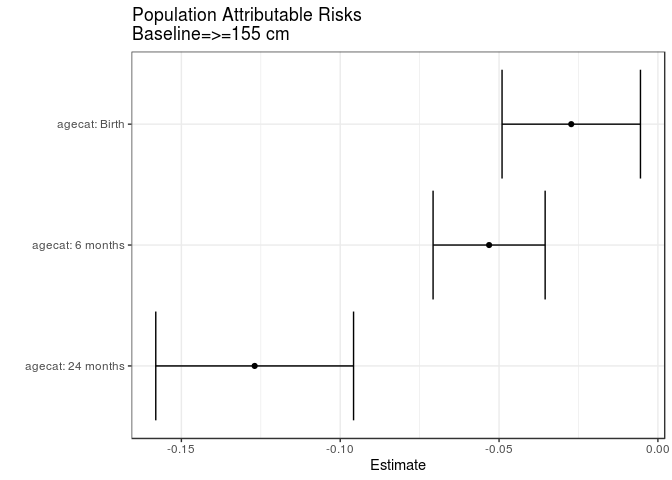 Population Attributable Risks
Baseline=>=155 cm
agecat: Birth
agecat: 6 months
agecat: 24 months
-0.15
-0.10
-0.05
0.00
Estimate